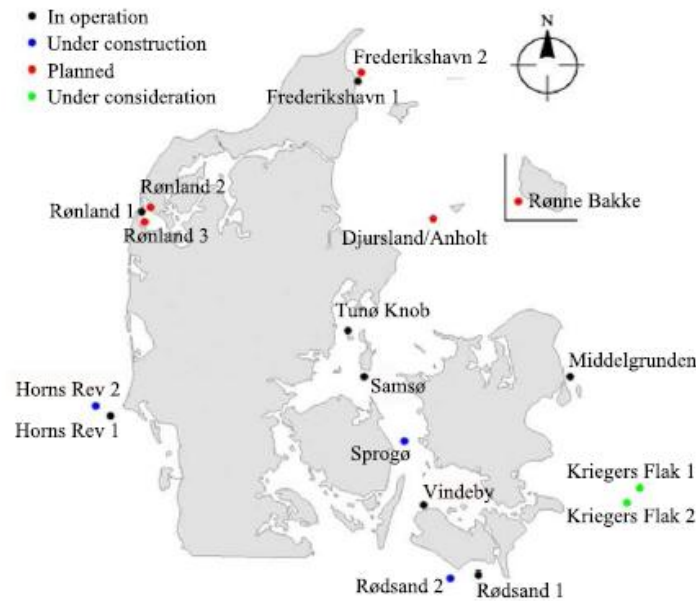 In operation
Under construction
Planned
Under consideration
N
Frederikshavn 2
Frederikshavn 1
Rønland 2
Rønland 1
Rønland 3
Rønne Bakke
Djursland/Anholt
Tunø Knob
Middelgrunden
Samsø
Horns Rev 2
Horns Rev 1
Sprogø
Kriegers Flak 1
Vindeby
Kriegers Flak 2
Rødsand 2
Rødsand 1